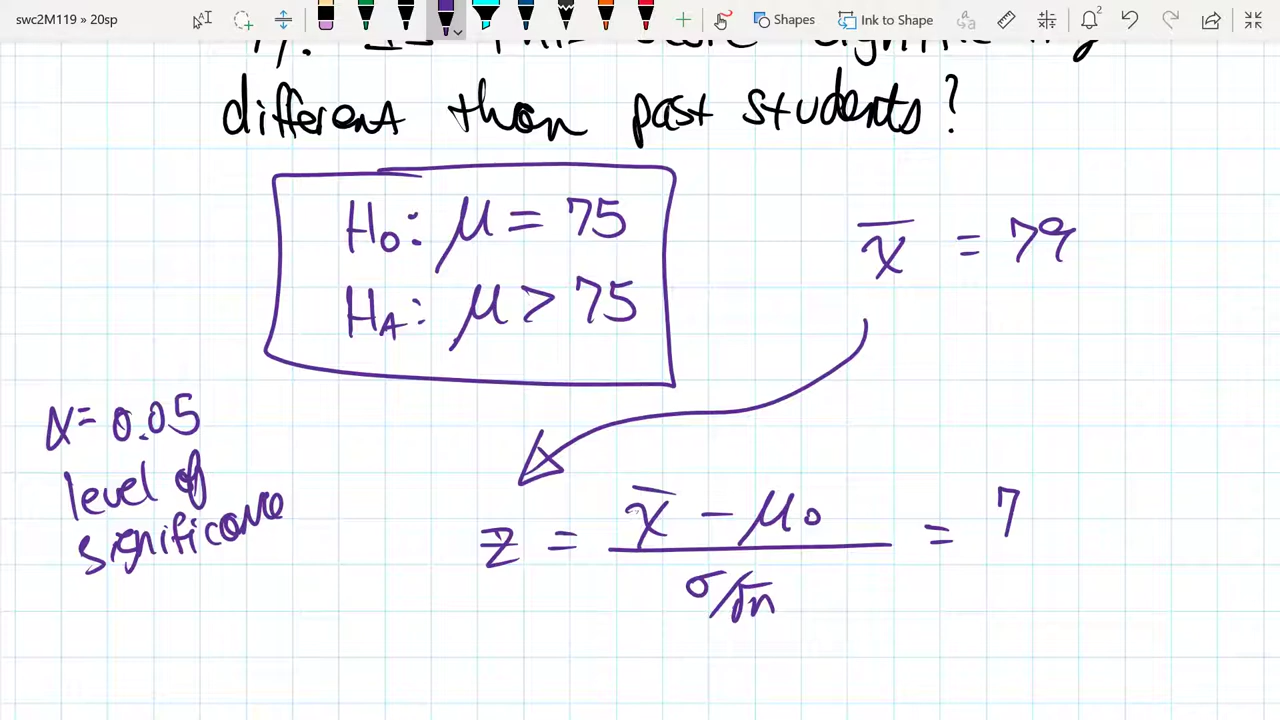 swc2M119 » 20sp
Shapes
Ink to Shape
different than past students?
H₀: μ = 75
x̄ = 79
Hₐ: μ > 75
α = 0.05
level of
significance
z = (x̄ - μ₀) / (σ/√n) = 7